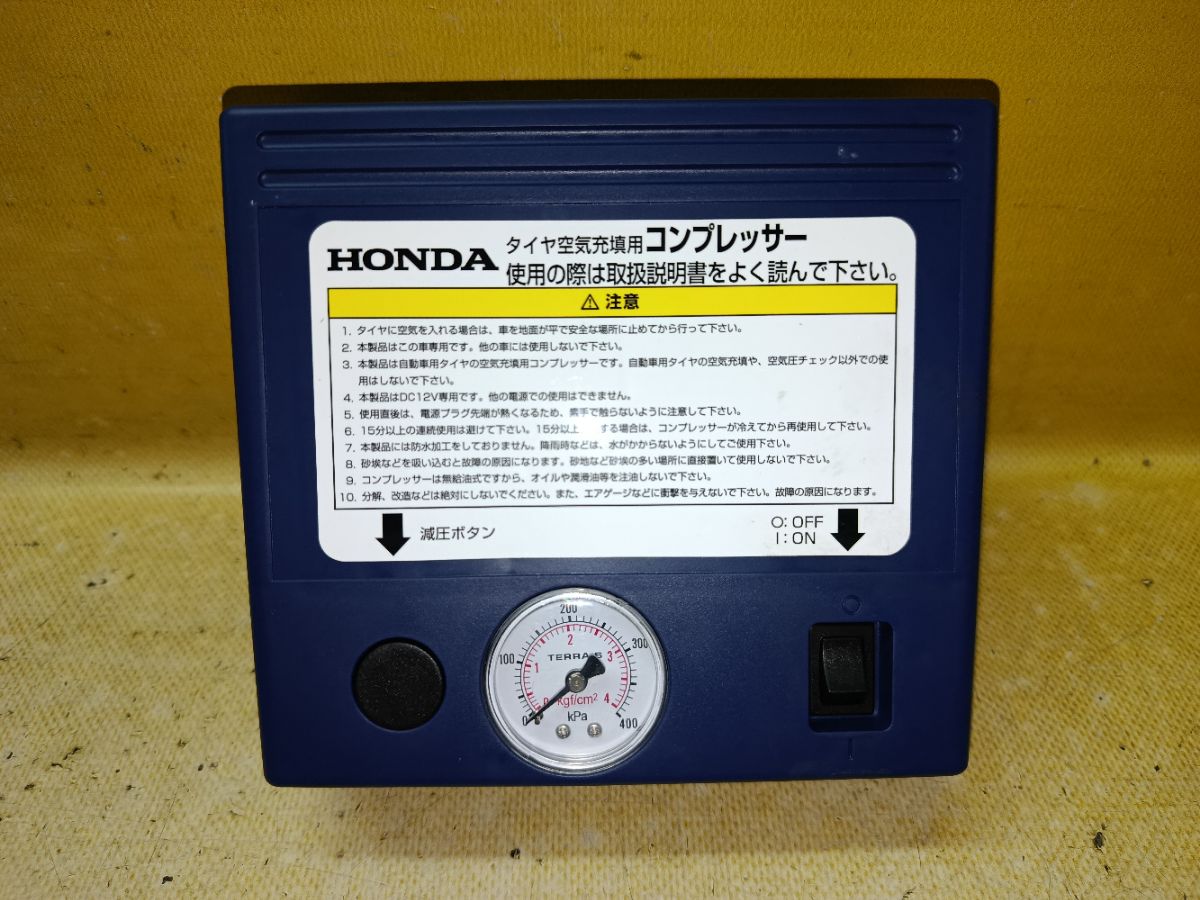 HONDA タイヤ空気充填用コンプレッサー
使用の際は取扱説明書をよく読んで下さい。
⚠ 注意
1. タイヤに空気を入れる場合は、車を地面が平で安全な場所に止めてから行って下さい。
2. 本製品はこの車専用です。他の車には使用しないで下さい。
3. 本製品は自動車用タイヤの空気充填用コンプレッサーです。自動車用タイヤの空気充填や、空気圧チェック以外での使
用はしないで下さい。
4. 本製品はDC12V専用です。他の電源での使用はできません。
5. 使用直後は、電源プラグ先端が熱くなるため、素手で触らないように注意して下さい。
6. 15分以上の連続使用は避けて下さい。15分以上 する場合は、コンプレッサーが冷えてから再使用して下さい。
7. 本製品には防水加工をしておりません。降雨時などは、水がかからないようにしてご使用下さい。
8. 砂埃などを吸い込むと故障の原因になります。砂地など砂埃の多い場所に直接置いて使用しないで下さい。
9. コンプレッサーは無給油式ですから、オイルや潤滑油等を注油しないで下さい。
10. 分解、改造などは絶対にしないでください。また、エアゲージなどに衝撃を与えないで下さい。故障の原因になります。
減圧ボタン
O: OFF
I : ON
200
100 2 300
1 TERRA-S 3
0 kgf/cm2 4
0 kPa 400